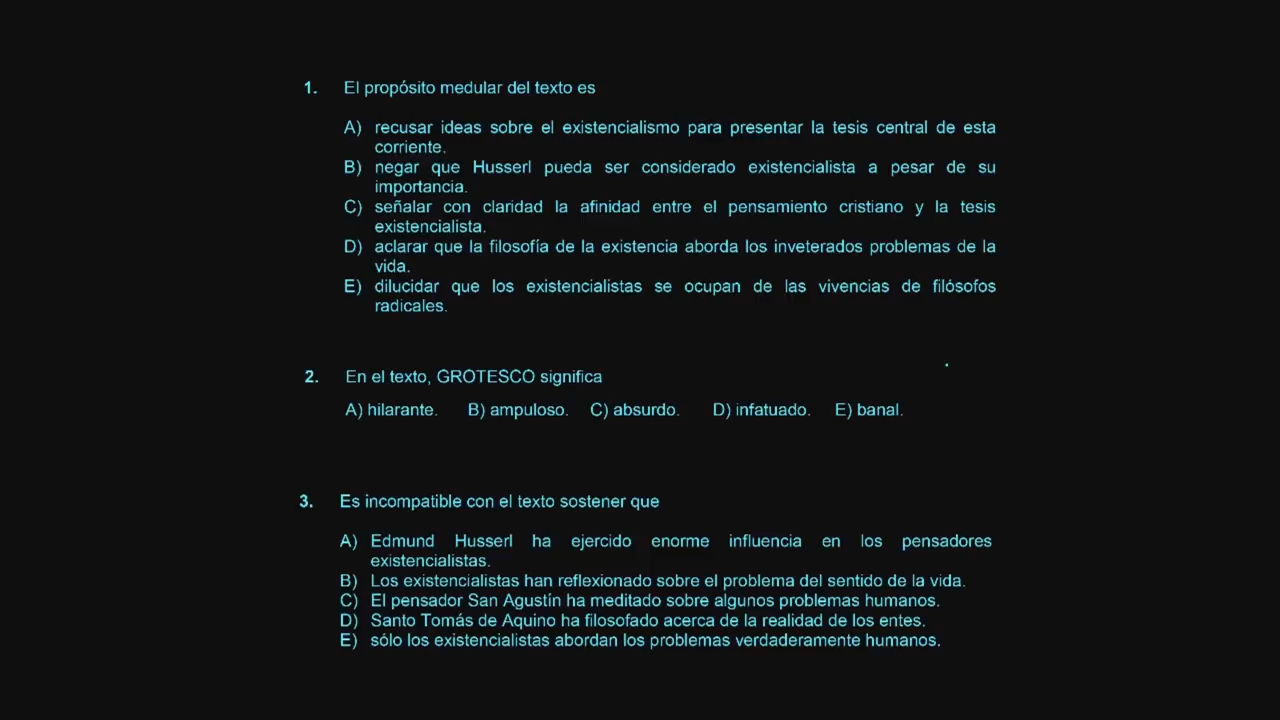 1. El propósito medular del texto es
A) recusar ideas sobre el existencialismo para presentar la tesis central de esta
corriente.
B) negar que Husserl pueda ser considerado existencialista a pesar de su
importancia.
C) señalar con claridad la afinidad entre el pensamiento cristiano y la tesis
existencialista.
D) aclarar que la filosofía de la existencia aborda los inveterados problemas de la
vida.
E) dilucidar que los existencialistas se ocupan de las vivencias de filósofos
radicales.
2. En el texto, GROTESCO significa
A) hilarante. B) ampuloso. C) absurdo. D) infatuado. E) banal.
3. Es incompatible con el texto sostener que
A) Edmund Husserl ha ejercido enorme influencia en los pensadores
existencialistas.
B) Los existencialistas han reflexionado sobre el problema del sentido de la vida.
C) El pensador San Agustín ha meditado sobre algunos problemas humanos.
D) Santo Tomás de Aquino ha filosofado acerca de la realidad de los entes.
E) sólo los existencialistas abordan los problemas verdaderamente humanos.